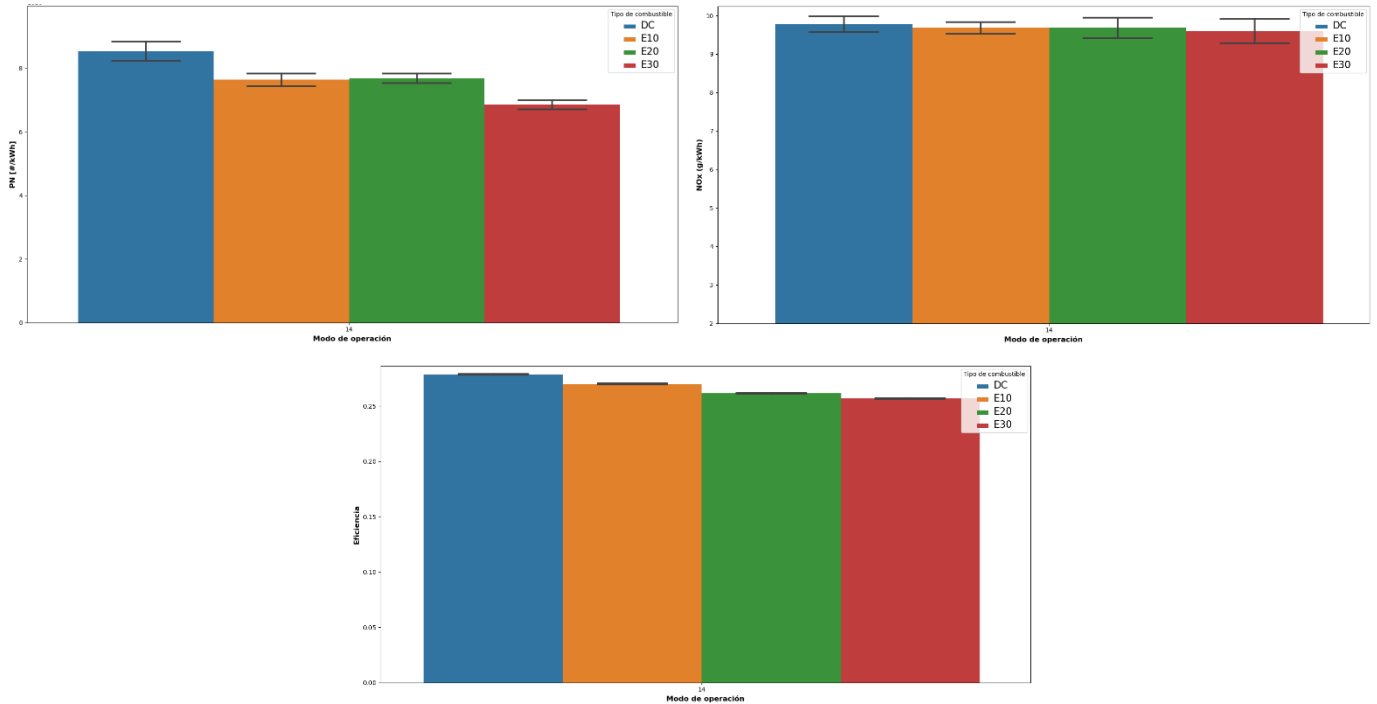 Tipo de combustible
DC
E10
E20
E30
8
6
4
2
0
PN [#/kWh]
14
Modo de operación
Tipo de combustible
DC
E10
E20
E30
10
9
8
7
6
5
4
3
2
NOx (g/kWh)
14
Modo de operación
Tipo de combustible
DC
E10
E20
E30
0.25
0.20
0.15
0.10
0.05
0.00
Eficiencia
14
Modo de operación